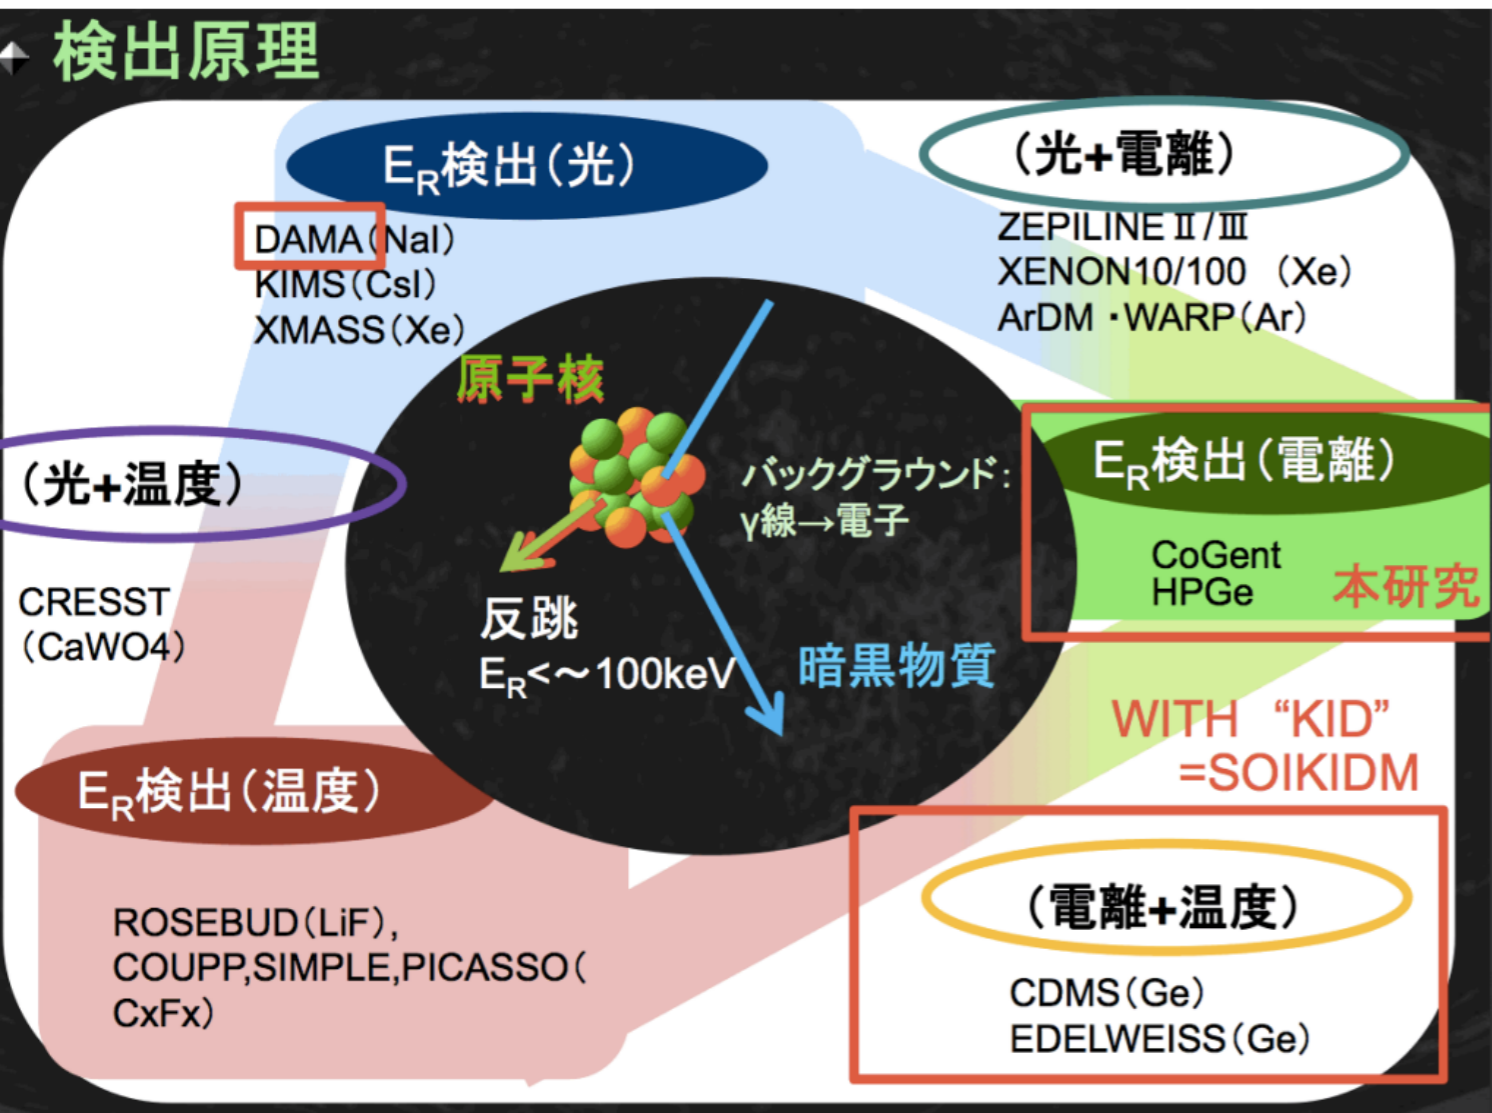 検出原理
ER検出（光）
DAMA（NaI）
KIMS（CsI）
XMASS（Xe）
（光+電離）
ZEPILINEⅡ/Ⅲ
XENON10/100 （Xe）
ArDM・WARP（Ar）
原子核
バックグラウンド：
γ線→電子
ER検出（電離）
CoGent
HPGe
本研究
（光+温度）
CRESST
（CaWO4）
反跳
ER<～100keV
暗黒物質
WITH “KID”
=SOIKIDM
ER検出（温度）
ROSEBUD（LiF）,
COUPP,SIMPLE,PICASSO（
CxFx）
（電離+温度）
CDMS（Ge）
EDELWEISS（Ge）